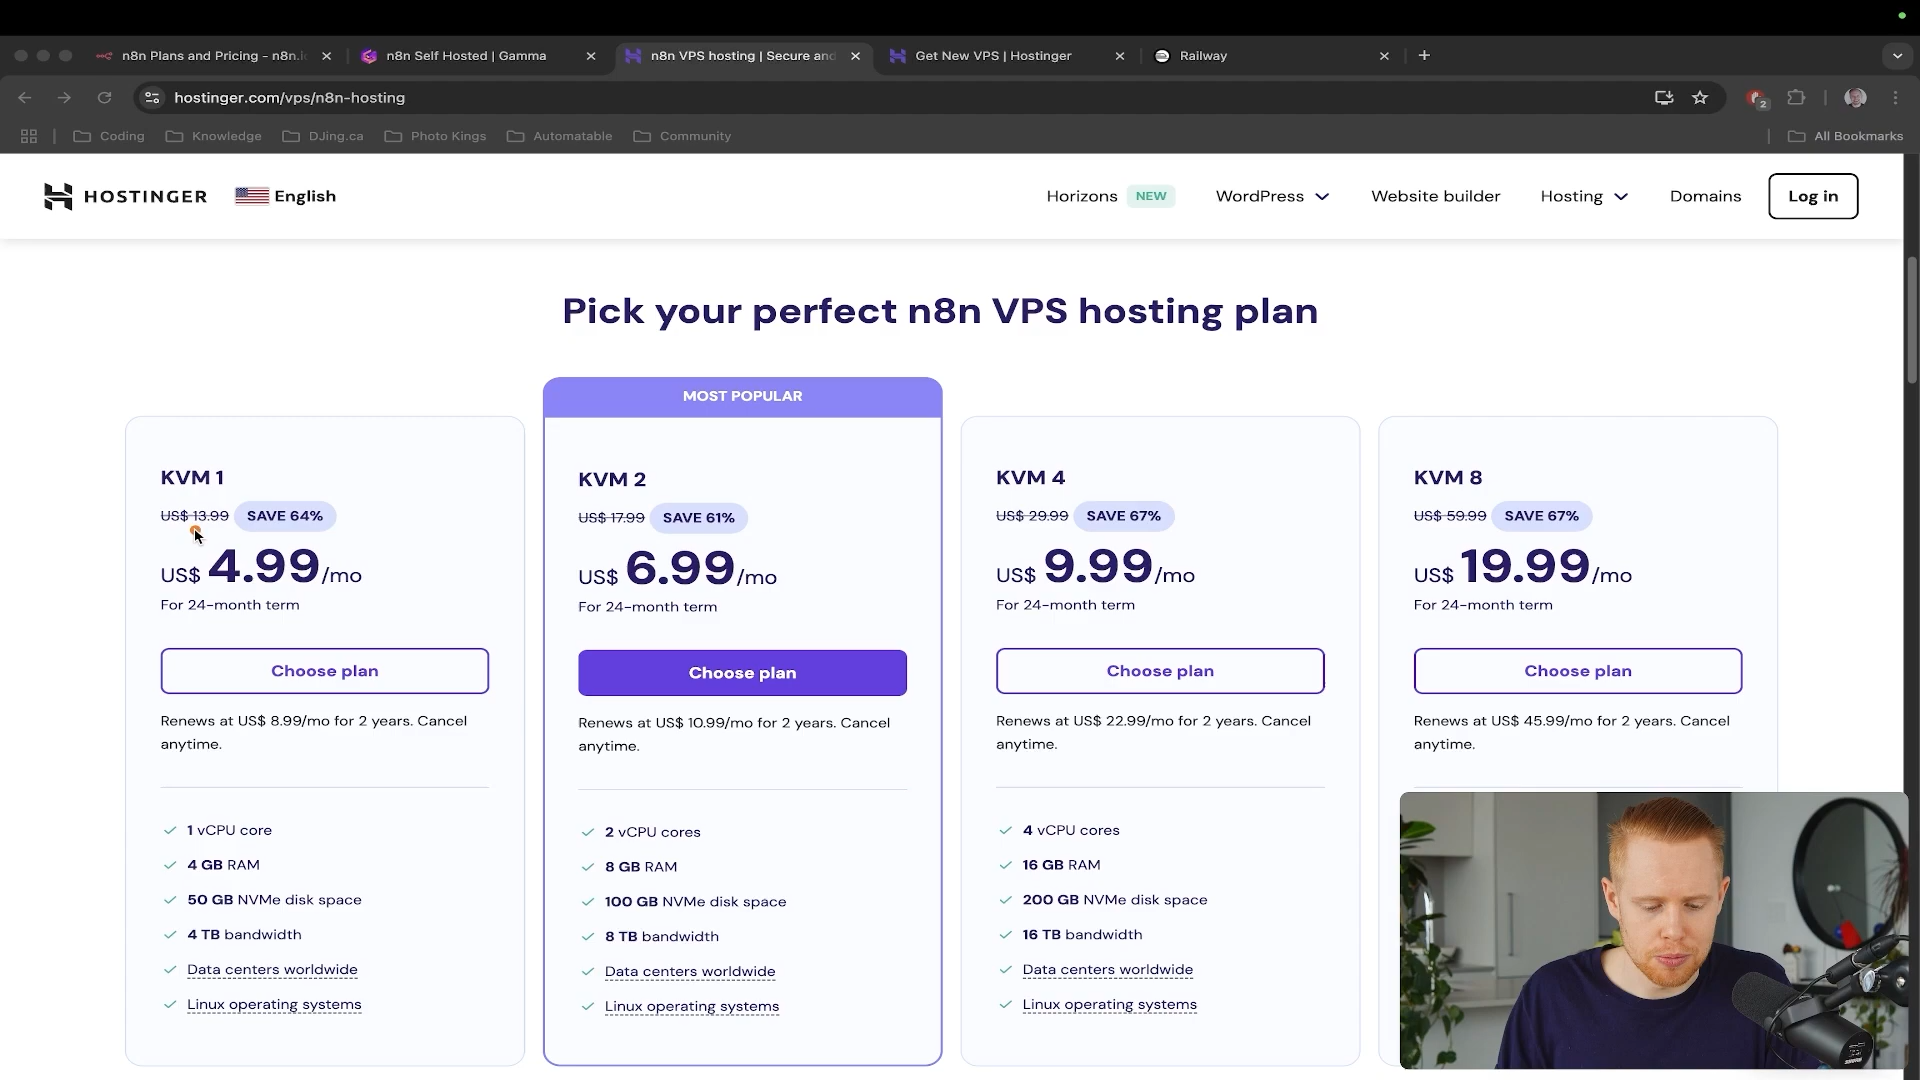 n8n Plans and Pricing - n8n.i
n8n Self Hosted | Gamma
n8n VPS hosting | Secure and
Get New VPS | Hostinger
Railway
hostinger.com/vps/n8n-hosting
2
Coding
Knowledge
DJing.ca
Photo Kings
Automatable
Community
All Bookmarks
HOSTINGER
English
Horizons NEW
WordPress
Website builder
Hosting
Domains
Log in
Pick your perfect n8n VPS hosting plan
KVM 1
US$ 13.99 SAVE 64%
US$ 4.99/mo
For 24-month term
Choose plan
Renews at US$ 8.99/mo for 2 years. Cancel
anytime.
1 vCPU core
4 GB RAM
50 GB NVMe disk space
4 TB bandwidth
Data centers worldwide
Linux operating systems
MOST POPULAR
KVM 2
US$ 17.99 SAVE 61%
US$ 6.99/mo
For 24-month term
Choose plan
Renews at US$ 10.99/mo for 2 years. Cancel
anytime.
2 vCPU cores
8 GB RAM
100 GB NVMe disk space
8 TB bandwidth
Data centers worldwide
Linux operating systems
KVM 4
US$ 29.99 SAVE 67%
US$ 9.99/mo
For 24-month term
Choose plan
Renews at US$ 22.99/mo for 2 years. Cancel
anytime.
4 vCPU cores
16 GB RAM
200 GB NVMe disk space
16 TB bandwidth
Data centers worldwide
Linux operating systems
KVM 8
US$ 59.99 SAVE 67%
US$ 19.99/mo
For 24-month term
Choose plan
Renews at US$ 45.99/mo for 2 years. Cancel
anytime.